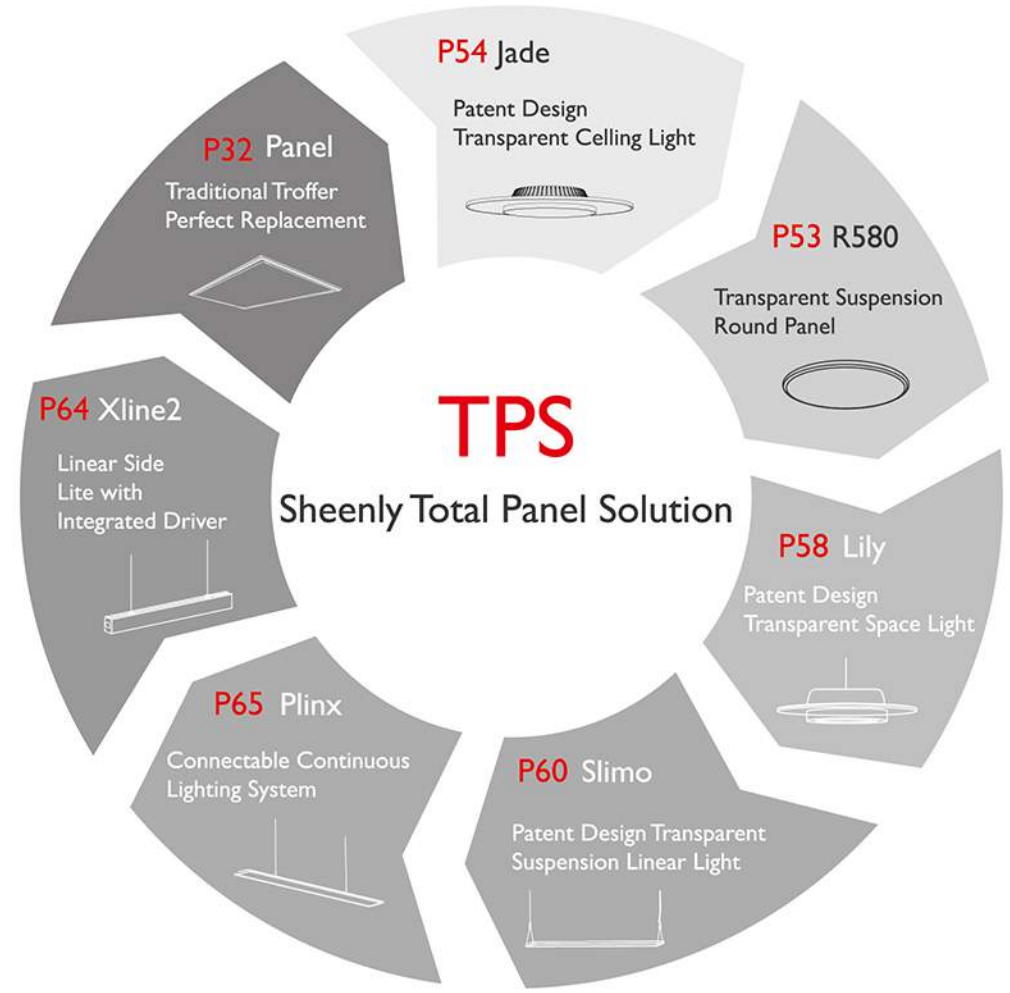 P54 Jade
Patent Design
Transparent Celling Light
P53 R580
Transparent Suspension
Round Panel
P58 Lily
Patent Design
Transparent Space Light
P60 Slimo
Patent Design Transparent
Suspension Linear Light
P65 Plinx
Connectable Continuous
Lighting System
P64 Xline2
Linear Side
Lite with
Integrated Driver
P32 Panel
Traditional Troffer
Perfect Replacement
TPS
Sheenly Total Panel Solution